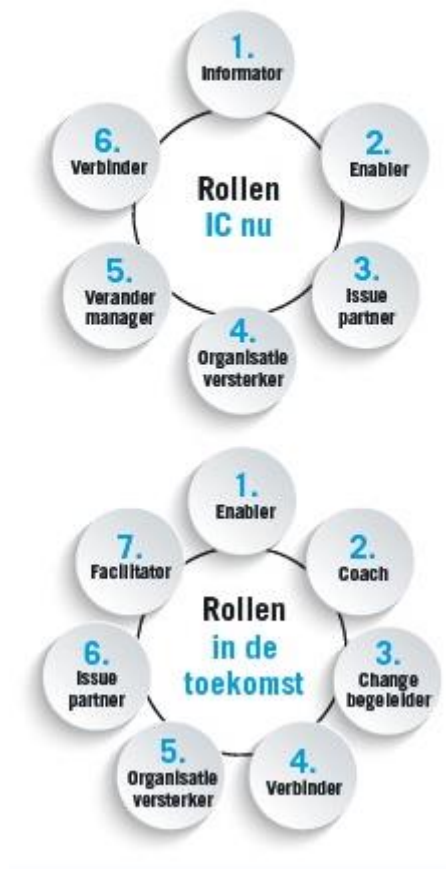 1.
Informator
2.
Enabler
3.
Issue
partner
4.
Organisatie
versterker
5.
Verander
manager
6.
Verbinder
Rollen
IC nu
1.
Enabler
2.
Coach
3.
Change
begeleider
4.
Verbinder
5.
Organisatie
versterker
6.
Issue
partner
7.
Facilitator
Rollen
in de
toekomst